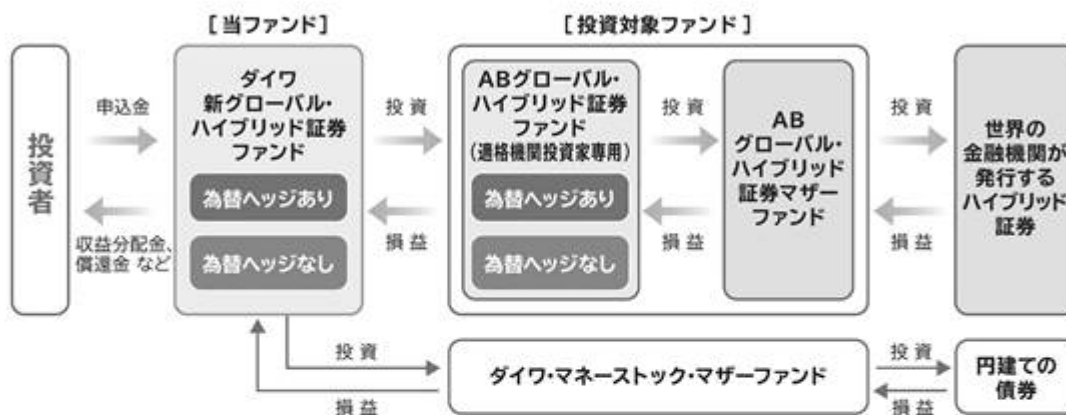 [当ファンド]
[投資対象ファンド]
投資者
申込金
収益分配金、
償還金 など
ダイワ
新グローバル・
ハイブリッド証券
ファンド
為替ヘッジあり
為替ヘッジなし
投資
損益
ABグローバル・
ハイブリッド証券
ファンド
(適格機関投資家専用)
為替ヘッジあり
為替ヘッジなし
投資
損益
AB
グローバル・
ハイブリッド
証券マザー
ファンド
投資
損益
世界の
金融機関が
発行する
ハイブリッド
証券
投資
損益
ダイワ・マネーストック・マザーファンド
投資
損益
円建ての
債券